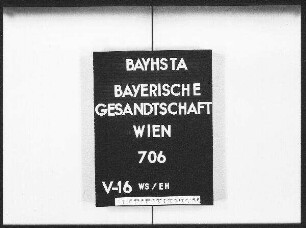 BAYHSTA
BAYERISCHE
GESANDTSCHAFT
WIEN
706
V-16 WS/EH